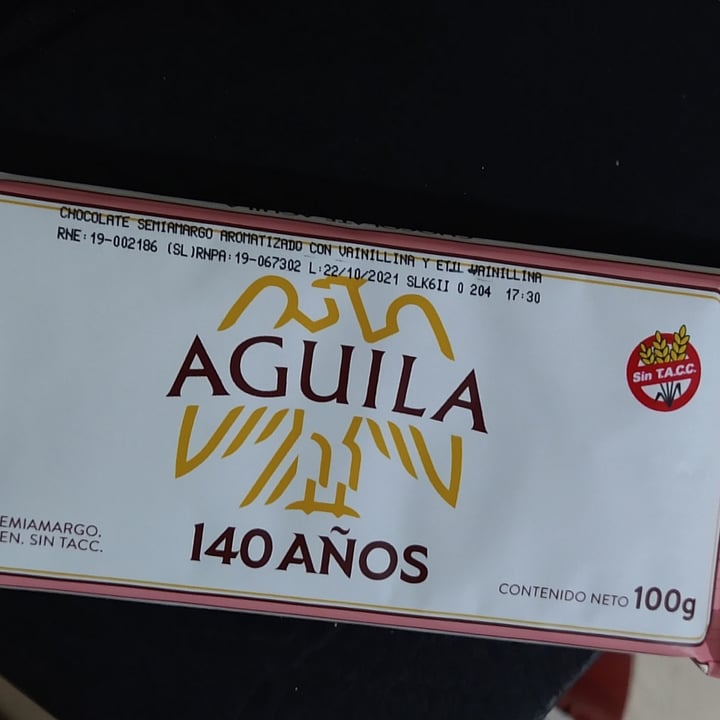 CHOCOLATE SEMIAMARGO AROMATIZADO CON VAINILLINA Y ETIL VAINILLINA
RNE:19-002186 (SL)RNPA:19-067302 L:22/10/2021 SLK6II 0 204 17:30
AGUILA
140 AÑOS
Sin T.A.C.C.
EMIAMARGO.
EN. SIN TACC.
CONTENIDO NETO 100g